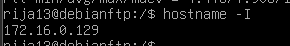 rija13@debianftp:/$ hostname -I
172.16.0.129
rija13@debianftp:/$